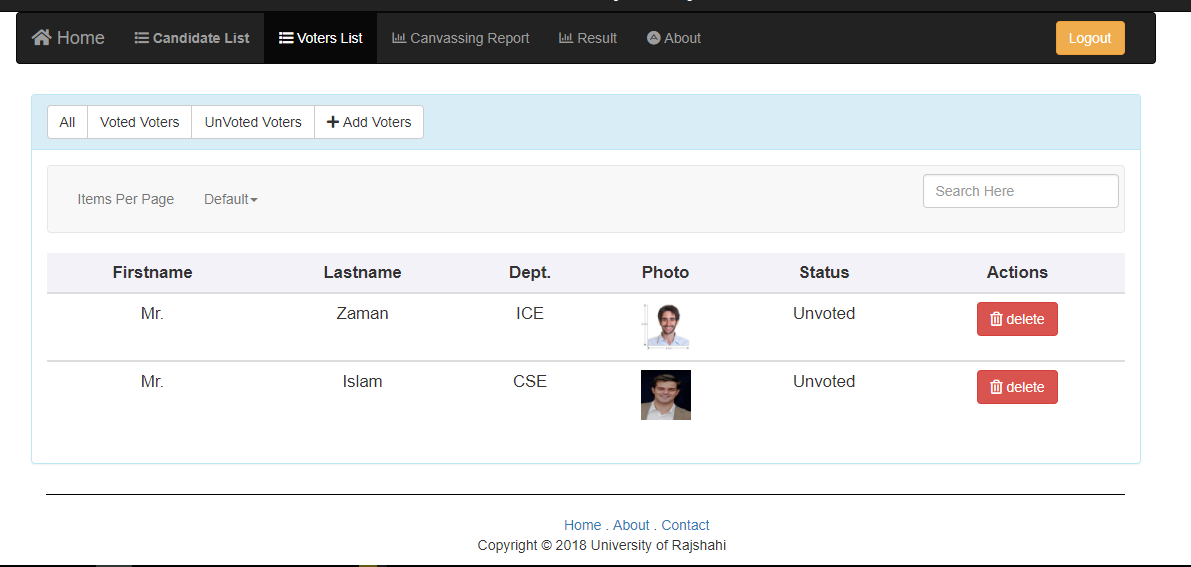 Home Candidate List Voters List Canvassing Report Result About Logout
All Voted Voters UnVoted Voters Add Voters
Items Per Page Default Search Here
Firstname Lastname Dept. Photo Status Actions
Mr. Zaman ICE Unvoted delete
Mr. Islam CSE Unvoted delete
Home . About . Contact
Copyright © 2018 University of Rajshahi